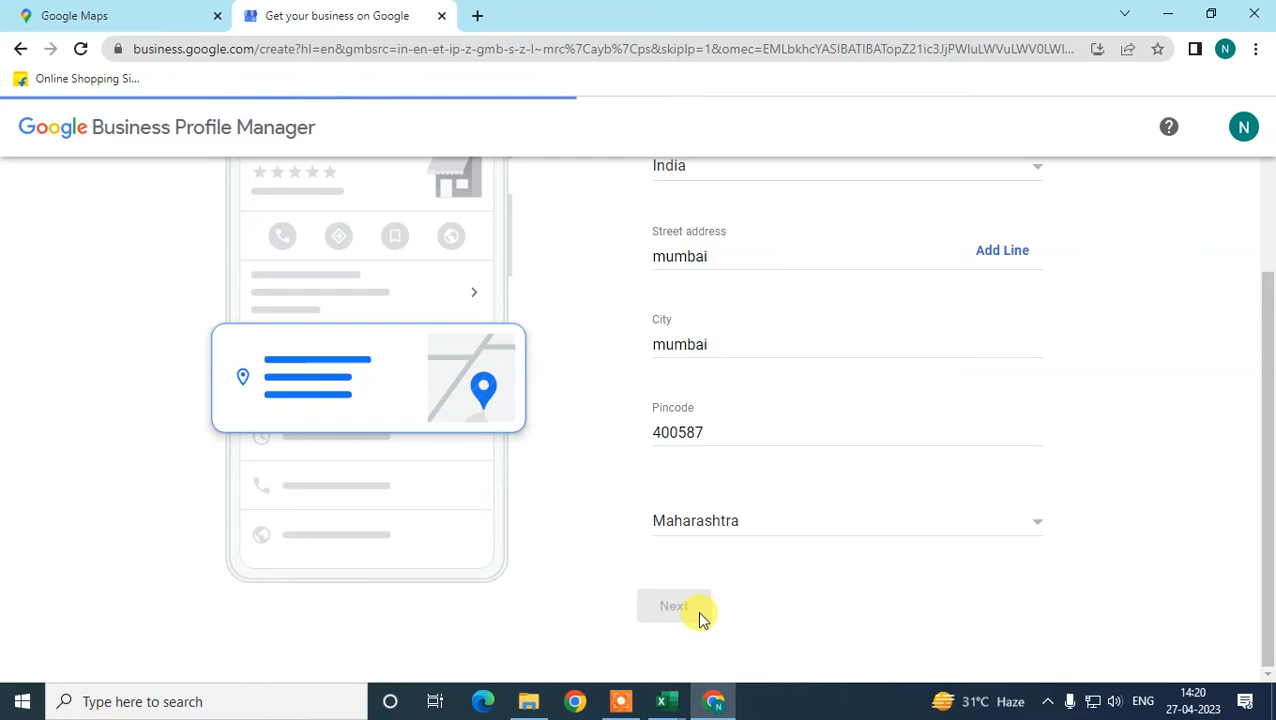 Google Maps
Get your business on Google
business.google.com/create?hl=en&gmbsrc=in-en-et-ip-z-gmb-s-z-l~mrc%7Cayb%7Cps&skiplp=1&omec=EMLbkhcYASIBATIBATopZ21ic3JjPWIuLWVuLWV0LWl...
N
Online Shopping Si...
Google Business Profile Manager
N
India
Street address
mumbai
Add Line
City
mumbai
Pincode
400587
Maharashtra
Next
Type here to search
31°C Haze
ENG
14:20
27-04-2023